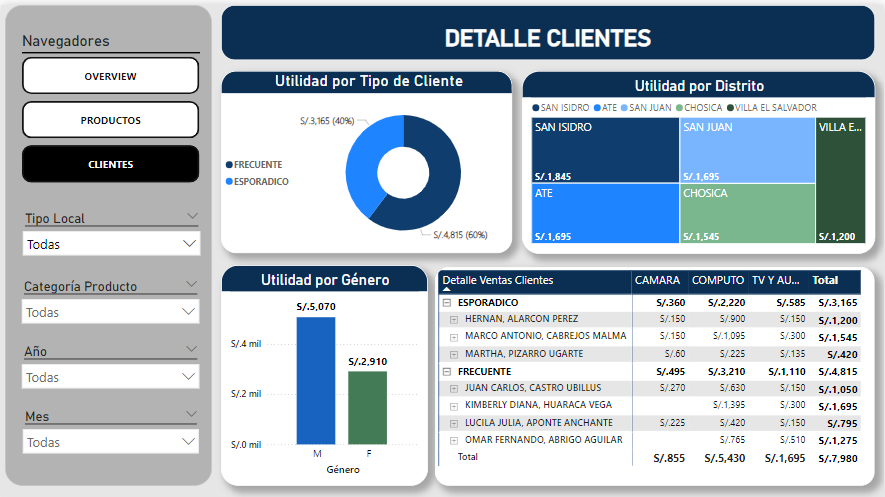 Navegadores
OVERVIEW
PRODUCTOS
CLIENTES
Tipo Local
Todas
Categoría Producto
Todas
Año
Todas
Mes
Todas
DETALLE CLIENTES
Utilidad por Tipo de Cliente
S/.3,165 (40%)
FRECUENTE
ESPORADICO
S/.4,815 (60%)
Utilidad por Distrito
SAN ISIDRO ATE SAN JUAN CHOSICA VILLA EL SALVADOR
SAN ISIDRO SAN JUAN VILLA E...
S/.1,845 S/.1,695
ATE CHOSICA
S/.1,695 S/.1,545 S/.1,200
Utilidad por Género
S/.5,070
S/.4 mil
S/.2,910
S/.2 mil
S/.0 mil
M F
Género
Detalle Ventas Clientes CAMARA COMPUTO TV Y AU... Total
ESPORADICO S/.360 S/.2,220 S/.585 S/.3,165
HERNAN, ALARCON PEREZ S/.150 S/.900 S/.150 S/.1,200
MARCO ANTONIO, CABREJOS MALMA S/.150 S/.1,095 S/.300 S/.1,545
MARTHA, PIZARRO UGARTE S/.60 S/.225 S/.135 S/.420
FRECUENTE S/.495 S/.3,210 S/.1,110 S/.4,815
JUAN CARLOS, CASTRO UBILLUS S/.270 S/.630 S/.150 S/.1,050
KIMBERLY DIANA, HUARACA VEGA S/.1,395 S/.300 S/.1,695
LUCILA JULIA, APONTE ANCHANTE S/.225 S/.420 S/.150 S/.795
OMAR FERNANDO, ABRIGO AGUILAR S/.765 S/.510 S/.1,275
Total S/.855 S/.5,430 S/.1,695 S/.7,980